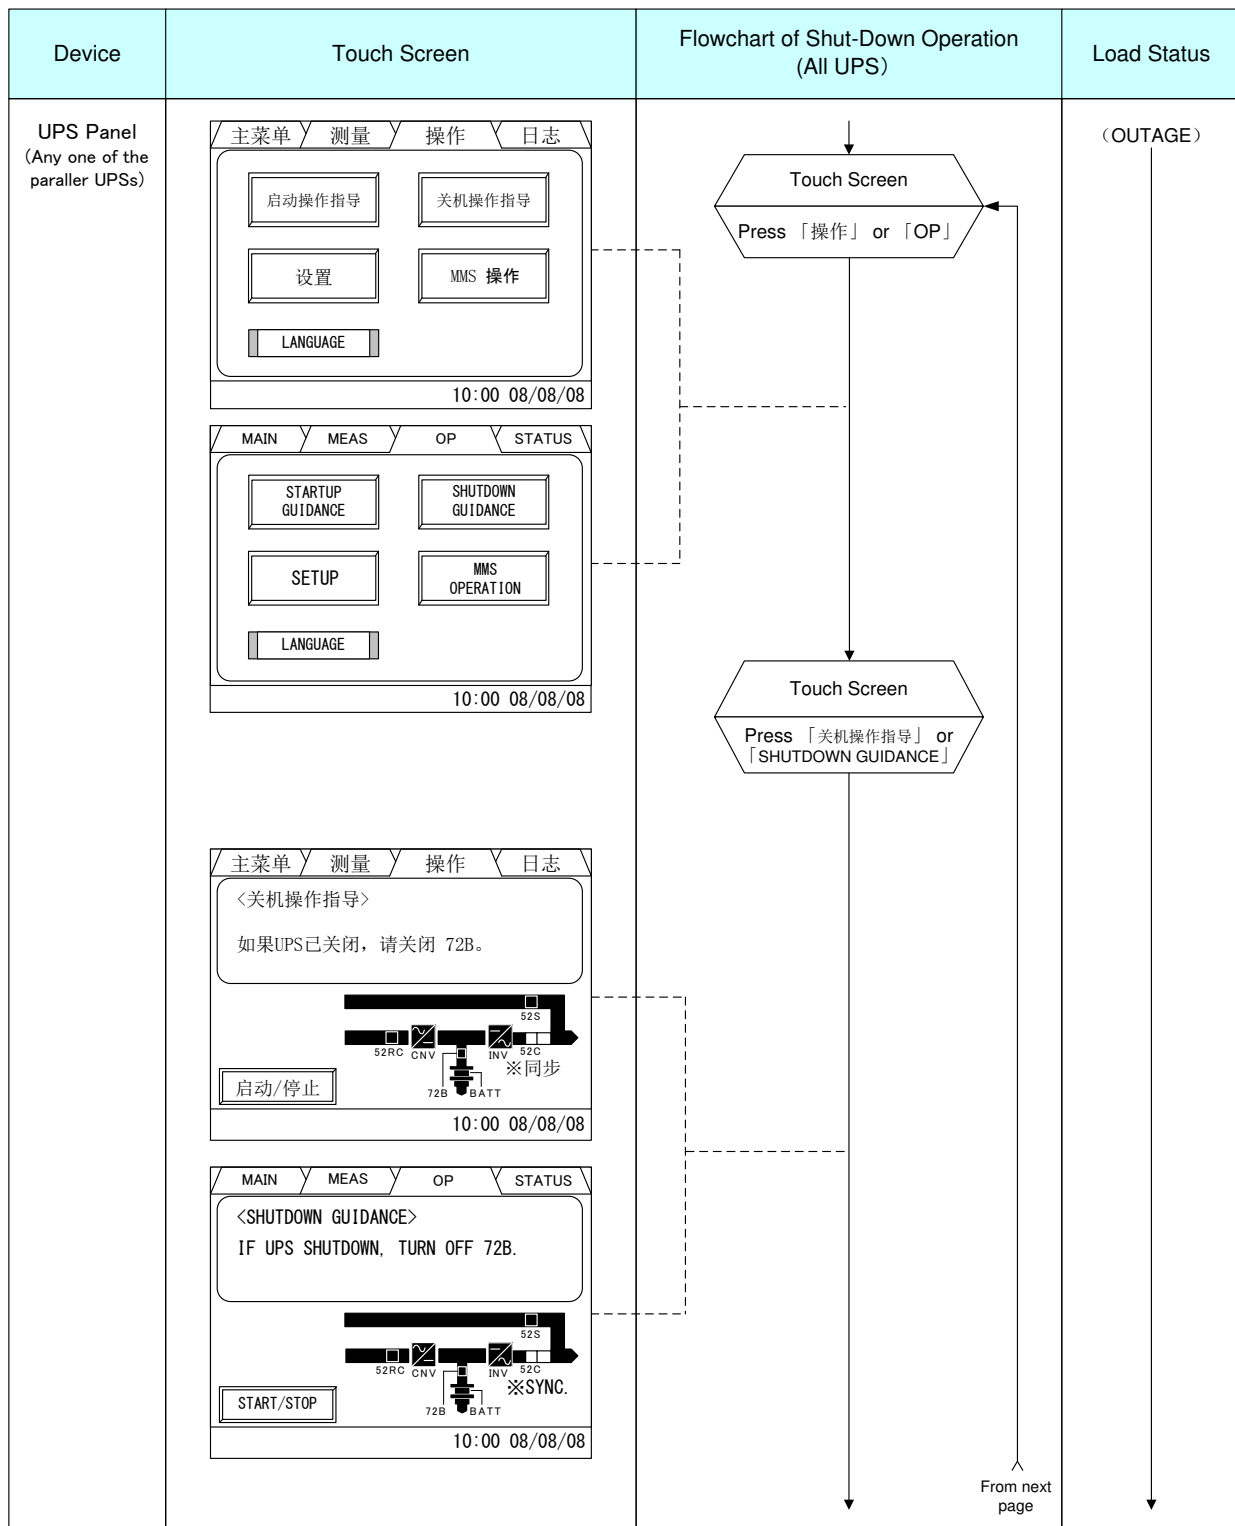 Device
Touch Screen
Flowchart of Shut-Down Operation
(All UPS）
Load Status
UPS Panel
(Any one of the
paraller UPSs)
主菜单 测量 操作 日志
启动操作指导 关机操作指导
设置 MMS 操作
LANGUAGE
10:00 08/08/08
MAIN MEAS OP STATUS
STARTUP
GUIDANCE
SHUTDOWN
GUIDANCE
SETUP
MMS
OPERATION
LANGUAGE
10:00 08/08/08
主菜单 测量 操作 日志
<关机操作指导>
如果UPS已关闭, 请关闭 72B。
52S
52RC CNV INV 52C
※同步
启动/停止
72B BATT
10:00 08/08/08
MAIN MEAS OP STATUS
<SHUTDOWN GUIDANCE>
IF UPS SHUTDOWN, TURN OFF 72B.
52S
52RC CNV INV 52C
※SYNC.
START/STOP
72B BATT
10:00 08/08/08
Touch Screen
Press 「操作」 or 「OP」
Touch Screen
Press 「关机操作指导」 or
「SHUTDOWN GUIDANCE」
From next
page
（OUTAGE）